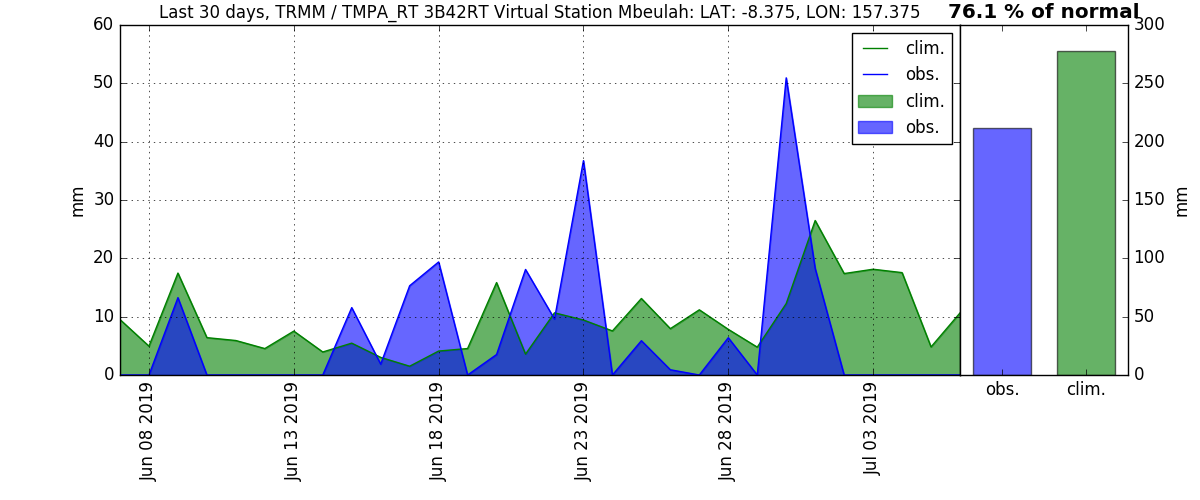 Last 30 days, TRMM / TMPA_RT 3B42RT Virtual Station Mbeulah: LAT: -8.375, LON: 157.375
76.1 % of normal
60
50
40
30
20
10
0
mm
clim.
obs.
clim.
obs.
Jun 08 2019
Jun 13 2019
Jun 18 2019
Jun 23 2019
Jun 28 2019
Jul 03 2019
300
250
200
150
100
50
0
mm
obs.
clim.